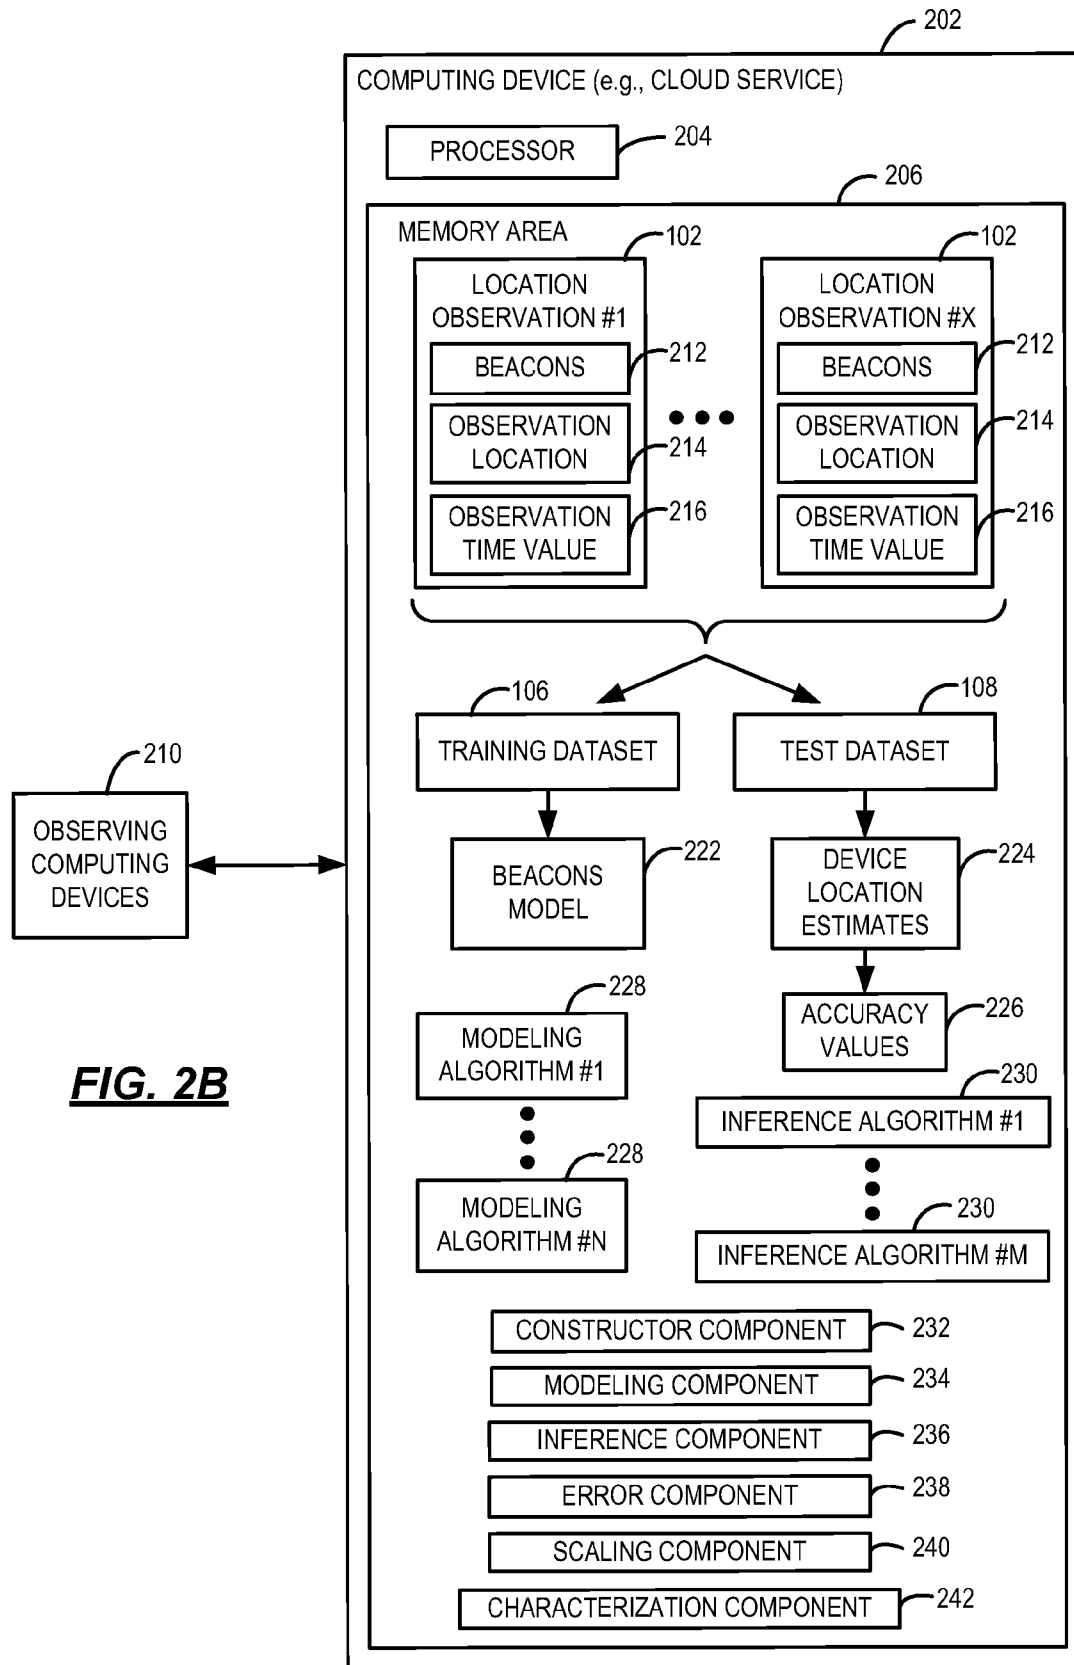 202
COMPUTING DEVICE (e.g., CLOUD SERVICE)
PROCESSOR
204
206
MEMORY AREA
102
LOCATION
OBSERVATION #1
BEACONS
212
OBSERVATION
LOCATION
214
OBSERVATION
TIME VALUE
216
102
LOCATION
OBSERVATION #X
BEACONS
212
OBSERVATION
LOCATION
214
OBSERVATION
TIME VALUE
216
106
TRAINING DATASET
108
TEST DATASET
210
OBSERVING
COMPUTING
DEVICES
BEACONS
MODEL
222
DEVICE
LOCATION
ESTIMATES
224
ACCURACY
VALUES
226
228
MODELING
ALGORITHM #1
228
MODELING
ALGORITHM #N
230
INFERENCE ALGORITHM #1
230
INFERENCE ALGORITHM #M
FIG. 2B
CONSTRUCTOR COMPONENT
232
MODELING COMPONENT
234
INFERENCE COMPONENT
236
ERROR COMPONENT
238
SCALING COMPONENT
240
CHARACTERIZATION COMPONENT
242